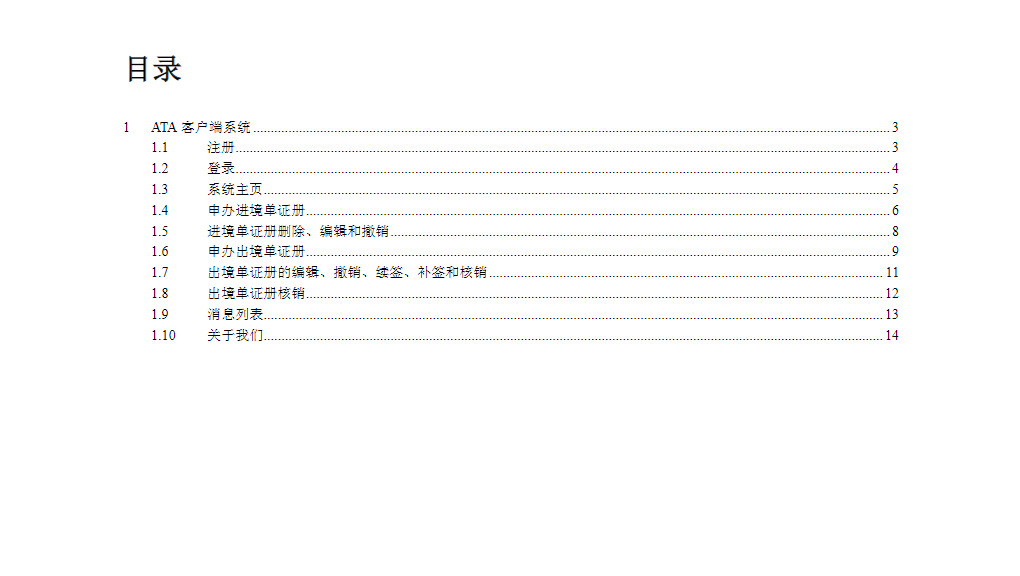 目录
1 ATA 客户端系统 3
1.1 注册 3
1.2 登录 4
1.3 系统主页 5
1.4 申办进境单证册 6
1.5 进境单证册删除、编辑和撤销 8
1.6 申办出境单证册 9
1.7 出境单证册的编辑、撤销、续签、补签和核销 11
1.8 出境单证册核销 12
1.9 消息列表 13
1.10 关于我们 14